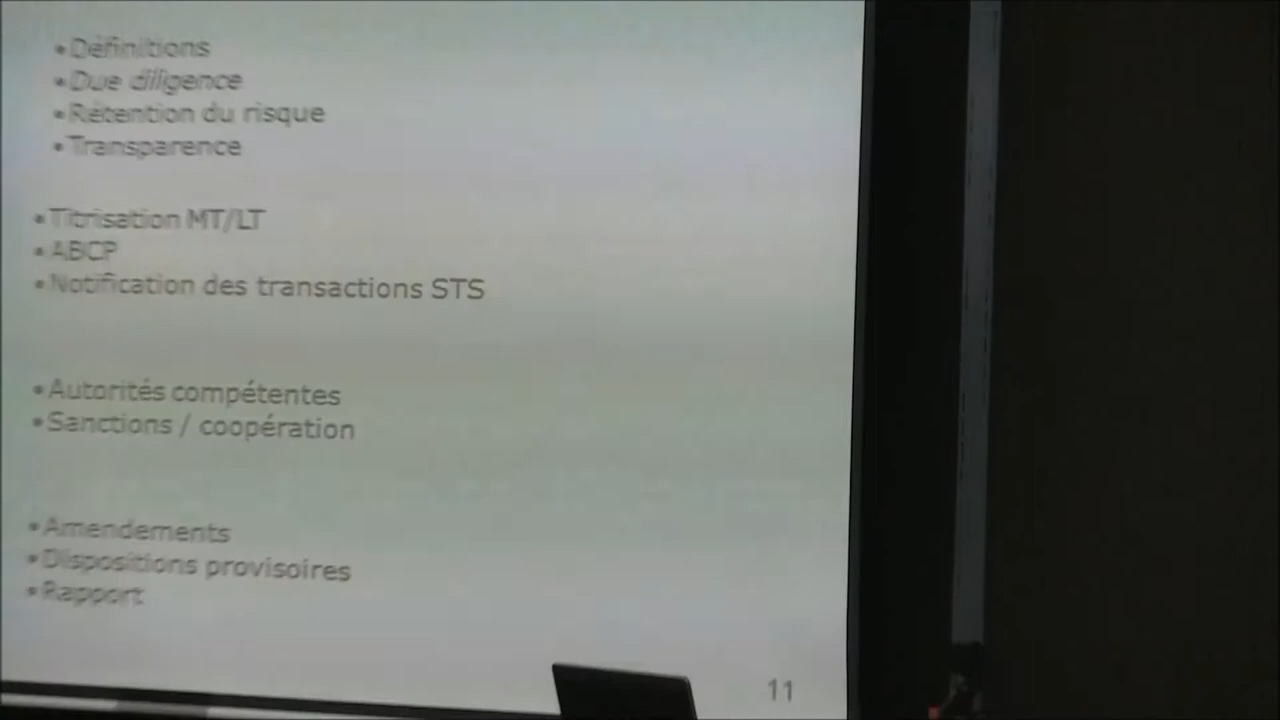 •Définitions
•Due diligence
•Rétention du risque
•Transparence
•Titrisation MT/LT
•ABCP
•Notification des transactions STS
•Autorités compétentes
•Sanctions / coopération
•Amendements
•Dispositions provisoires
•Rapport
11